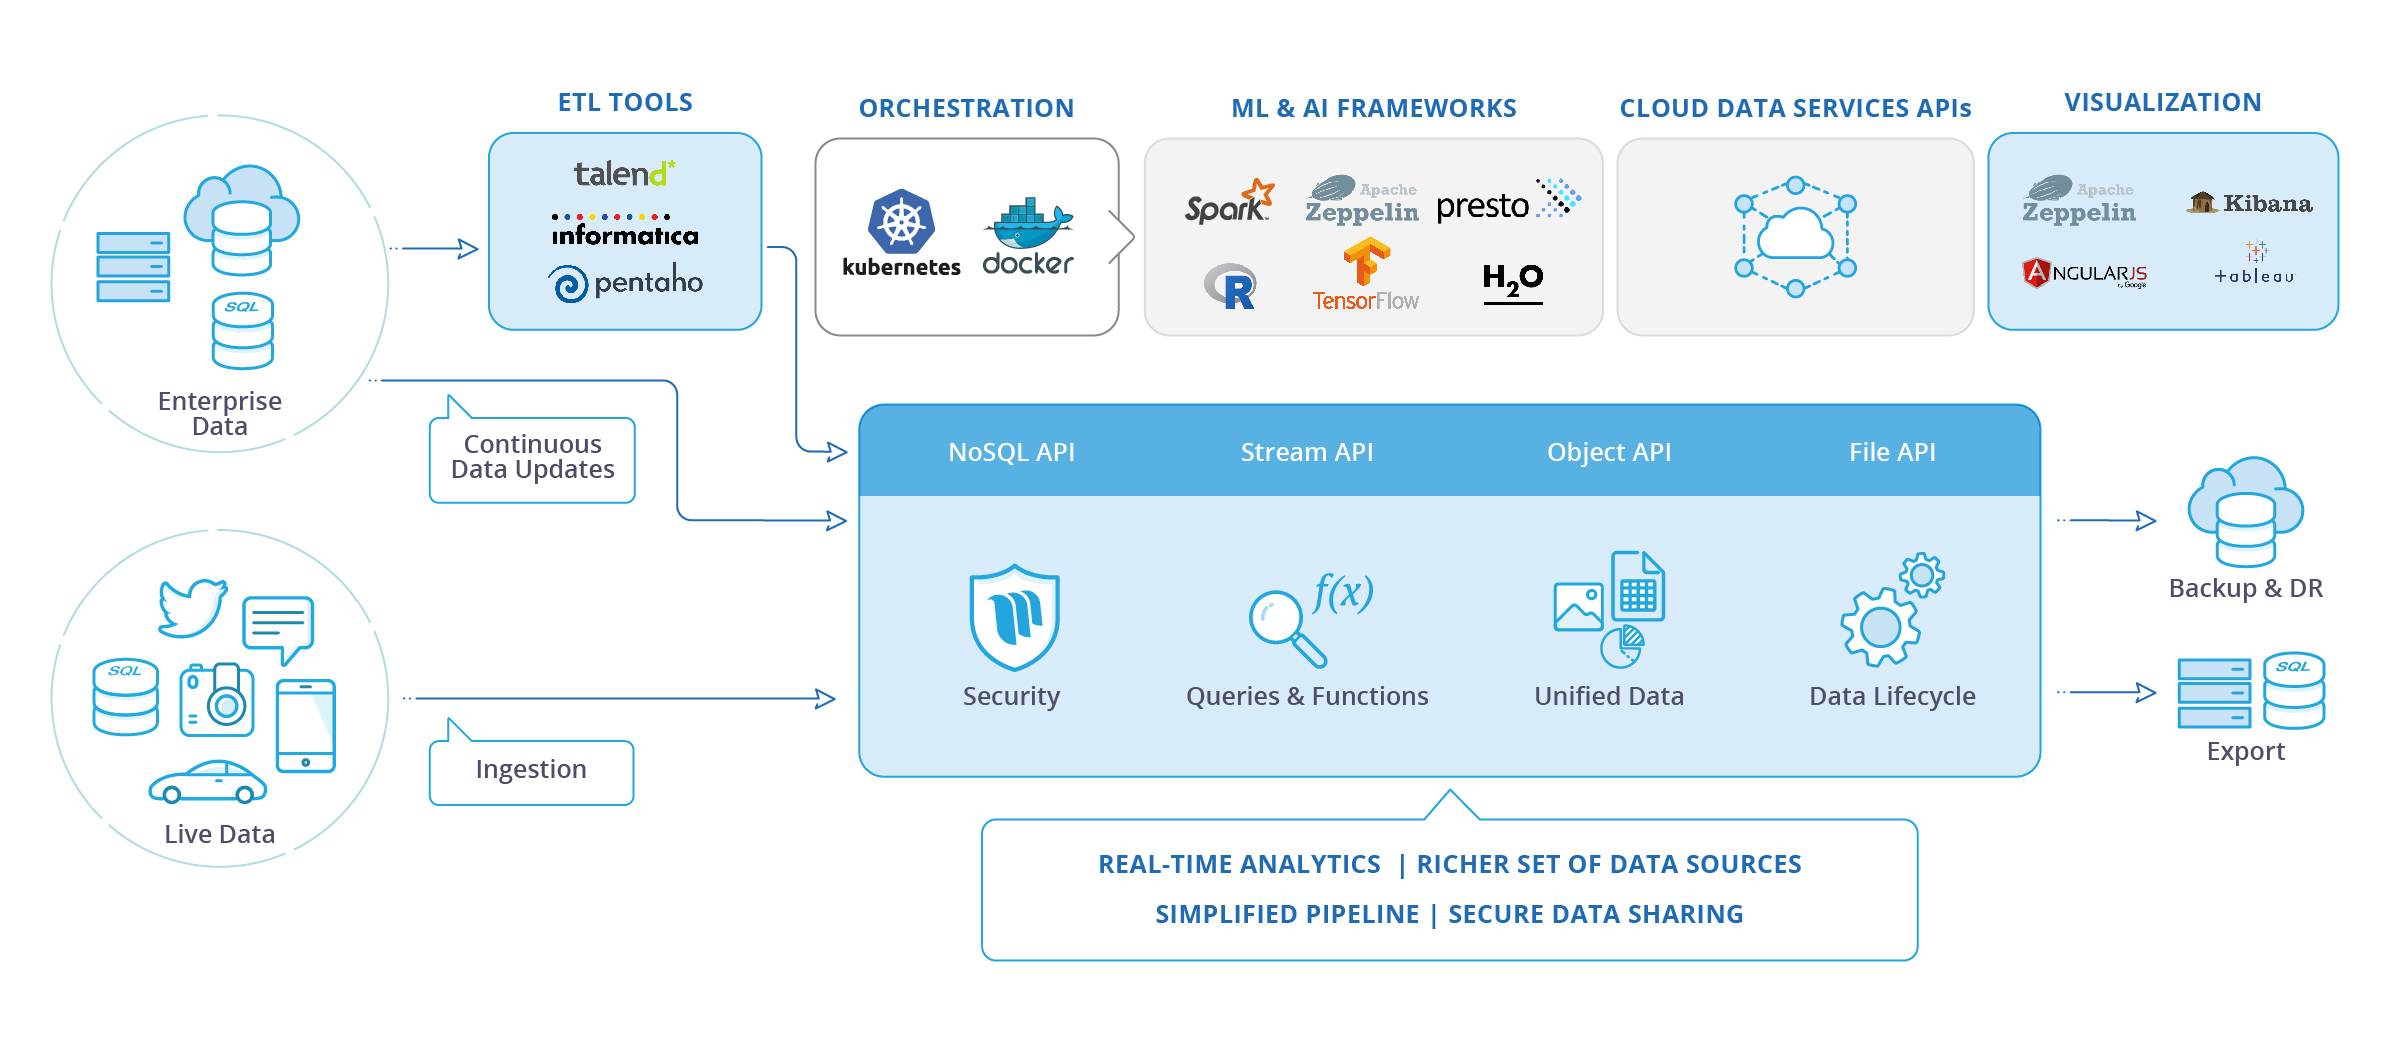 ETL TOOLS
ORCHESTRATION
ML & AI FRAMEWORKS
CLOUD DATA SERVICES APIs
VISUALIZATION
talend*
informatica
pentaho
kubernetes
docker
Spark
Apache
Zeppelin
presto
R
TensorFlow
H2O
Apache
Zeppelin
Kibana
ANGULARJS
by Google
+ableau
SQL
Enterprise
Data
Continuous
Data Updates
NoSQL API
Stream API
Object API
File API
f(x)
Security
Queries & Functions
Unified Data
Data Lifecycle
SQL
Live Data
Ingestion
Backup & DR
SQL
Export
REAL-TIME ANALYTICS | RICHER SET OF DATA SOURCES
SIMPLIFIED PIPELINE | SECURE DATA SHARING